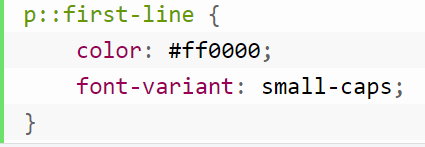 p::first-line {
    color: #ff0000;
    font-variant: small-caps;
}